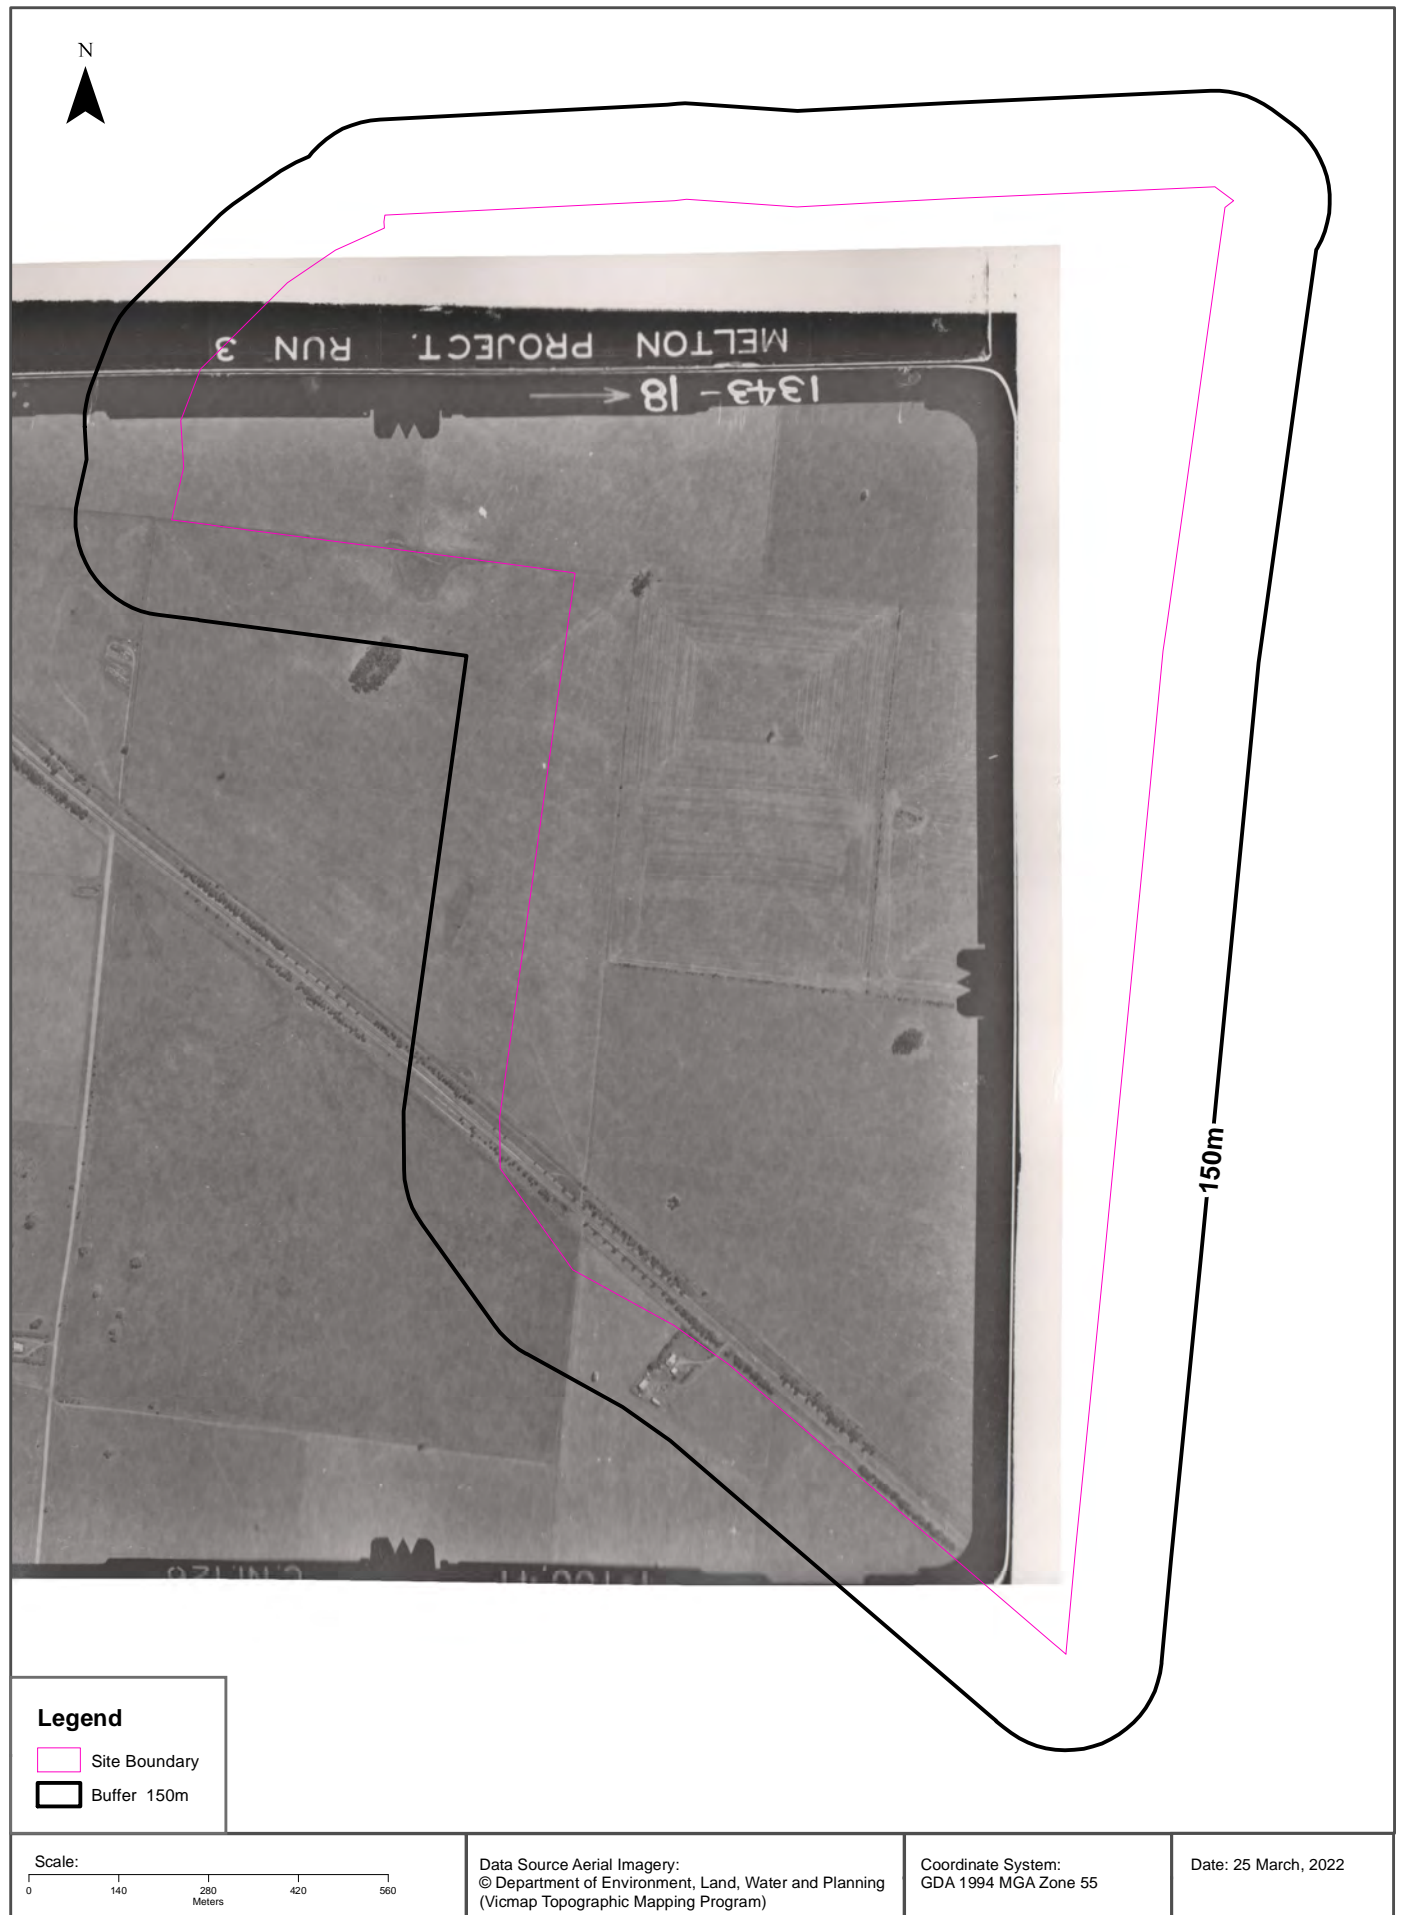 N
MELTON PROJECT. RUN 3
1343-18
150m
Legend
Site Boundary
Buffer 150m
Scale:
0 140 280 420 560
Meters
Data Source Aerial Imagery:
© Department of Environment, Land, Water and Planning
(Vicmap Topographic Mapping Program)
Coordinate System:
GDA 1994 MGA Zone 55
Date: 25 March, 2022